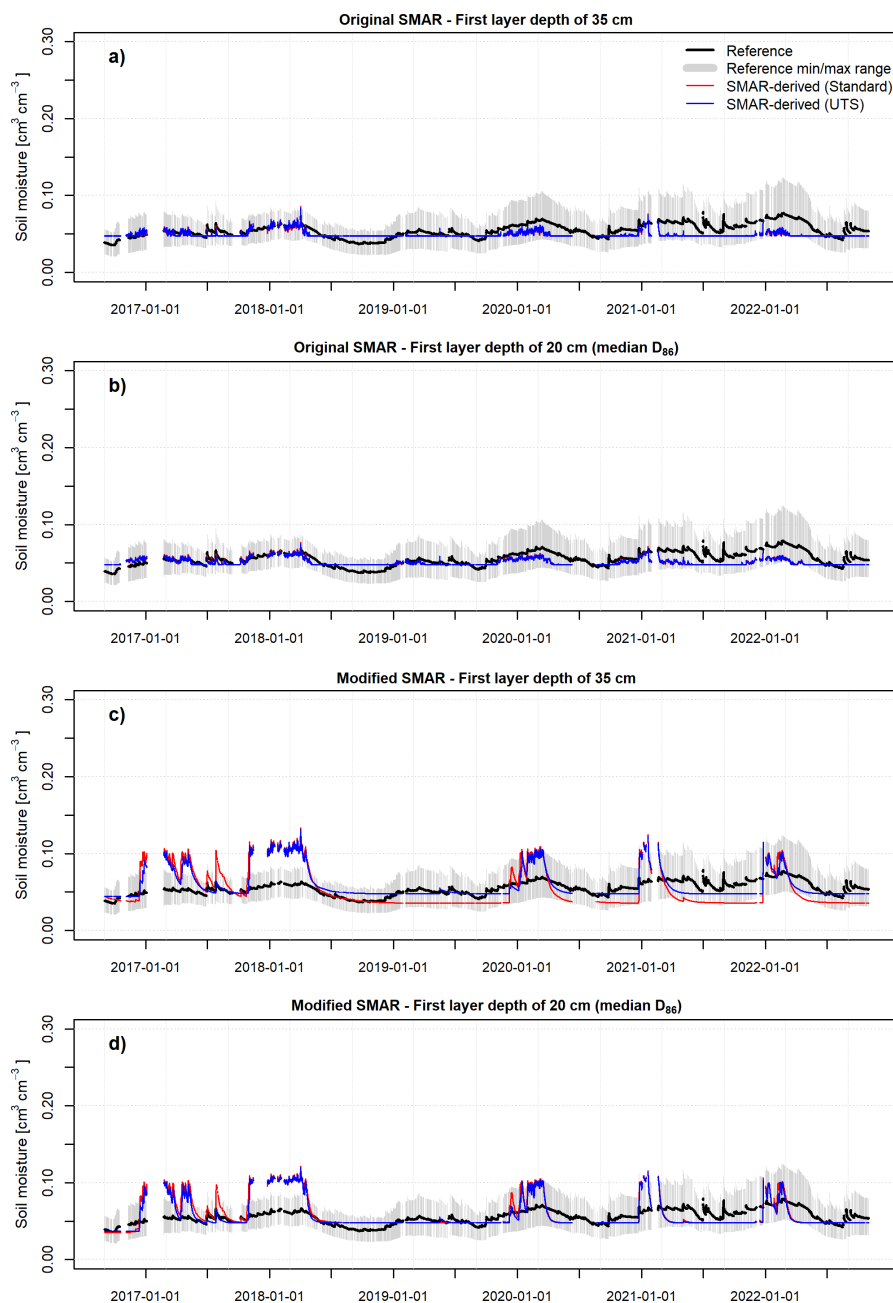 Original SMAR - First layer depth of 35 cm
a)
Reference
Reference min/max range
SMAR-derived (Standard)
SMAR-derived (UTS)
Soil moisture [cm³ cm⁻³ ]
0.30
0.20
0.10
0.00
2017-01-01 2018-01-01 2019-01-01 2020-01-01 2021-01-01 2022-01-01
Original SMAR - First layer depth of 20 cm (median D₈₆)
b)
Soil moisture [cm³ cm⁻³ ]
0.30
0.20
0.10
0.00
2017-01-01 2018-01-01 2019-01-01 2020-01-01 2021-01-01 2022-01-01
Modified SMAR - First layer depth of 35 cm
c)
Soil moisture [cm³ cm⁻³ ]
0.30
0.20
0.10
0.00
2017-01-01 2018-01-01 2019-01-01 2020-01-01 2021-01-01 2022-01-01
Modified SMAR - First layer depth of 20 cm (median D₈₆)
d)
Soil moisture [cm³ cm⁻³ ]
0.30
0.20
0.10
0.00
2017-01-01 2018-01-01 2019-01-01 2020-01-01 2021-01-01 2022-01-01